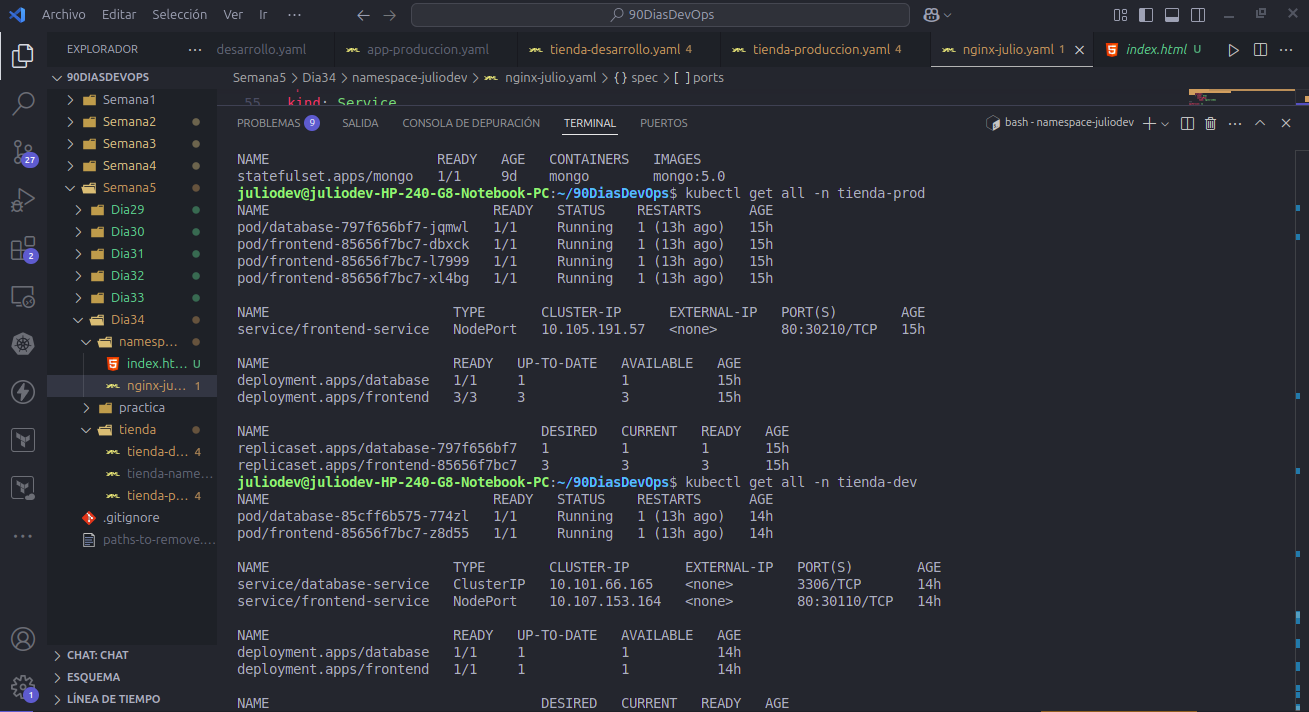 Archivo Editar Selección Ver Ir ··· 90DiasDevOps
EXPLORADOR ···
desarrollo.yaml app-produccion.yaml tienda-desarrollo.yaml 4 tienda-produccion.yaml 4 nginx-julio.yaml 1 index.html U
90DIASDEVOPS
Semana1
Semana2
Semana3
Semana4
Semana5
Dia29
Dia30
Dia31
Dia32
Dia33
Dia34
namesp...
index.ht... U
nginx-ju... 1
practica
tienda
tienda-d... 4
tienda-name...
tienda-p... 4
.gitignore
paths-to-remove....
CHAT: CHAT
ESQUEMA
LÍNEA DE TIEMPO
27
2
1
Semana5 > Dia34 > namespace-juliodev > nginx-julio.yaml > {} spec > [ ] ports
55 kind: Service
PROBLEMAS 9 SALIDA CONSOLA DE DEPURACIÓN TERMINAL PUERTOS
bash - namespace-juliodev
NAME READY AGE CONTAINERS IMAGES
statefulset.apps/mongo 1/1 9d mongo mongo:5.0
juliodev@juliodev-HP-240-G8-Notebook-PC:~/90DiasDevOps$ kubectl get all -n tienda-prod
NAME READY STATUS RESTARTS AGE
pod/database-797f656bf7-jqmwl 1/1 Running 1 (13h ago) 15h
pod/frontend-85656f7bc7-dbxck 1/1 Running 1 (13h ago) 15h
pod/frontend-85656f7bc7-l7999 1/1 Running 1 (13h ago) 15h
pod/frontend-85656f7bc7-xl4bg 1/1 Running 1 (13h ago) 15h
NAME TYPE CLUSTER-IP EXTERNAL-IP PORT(S) AGE
service/frontend-service NodePort 10.105.191.57 <none> 80:30210/TCP 15h
NAME READY UP-TO-DATE AVAILABLE AGE
deployment.apps/database 1/1 1 1 15h
deployment.apps/frontend 3/3 3 3 15h
NAME DESIRED CURRENT READY AGE
replicaset.apps/database-797f656bf7 1 1 1 15h
replicaset.apps/frontend-85656f7bc7 3 3 3 15h
juliodev@juliodev-HP-240-G8-Notebook-PC:~/90DiasDevOps$ kubectl get all -n tienda-dev
NAME READY STATUS RESTARTS AGE
pod/database-85cff6b575-774zl 1/1 Running 1 (13h ago) 14h
pod/frontend-85656f7bc7-z8d55 1/1 Running 1 (13h ago) 14h
NAME TYPE CLUSTER-IP EXTERNAL-IP PORT(S) AGE
service/database-service ClusterIP 10.101.66.165 <none> 3306/TCP 14h
service/frontend-service NodePort 10.107.153.164 <none> 80:30110/TCP 14h
NAME READY UP-TO-DATE AVAILABLE AGE
deployment.apps/database 1/1 1 1 14h
deployment.apps/frontend 1/1 1 1 14h
NAME DESIRED CURRENT READY AGE